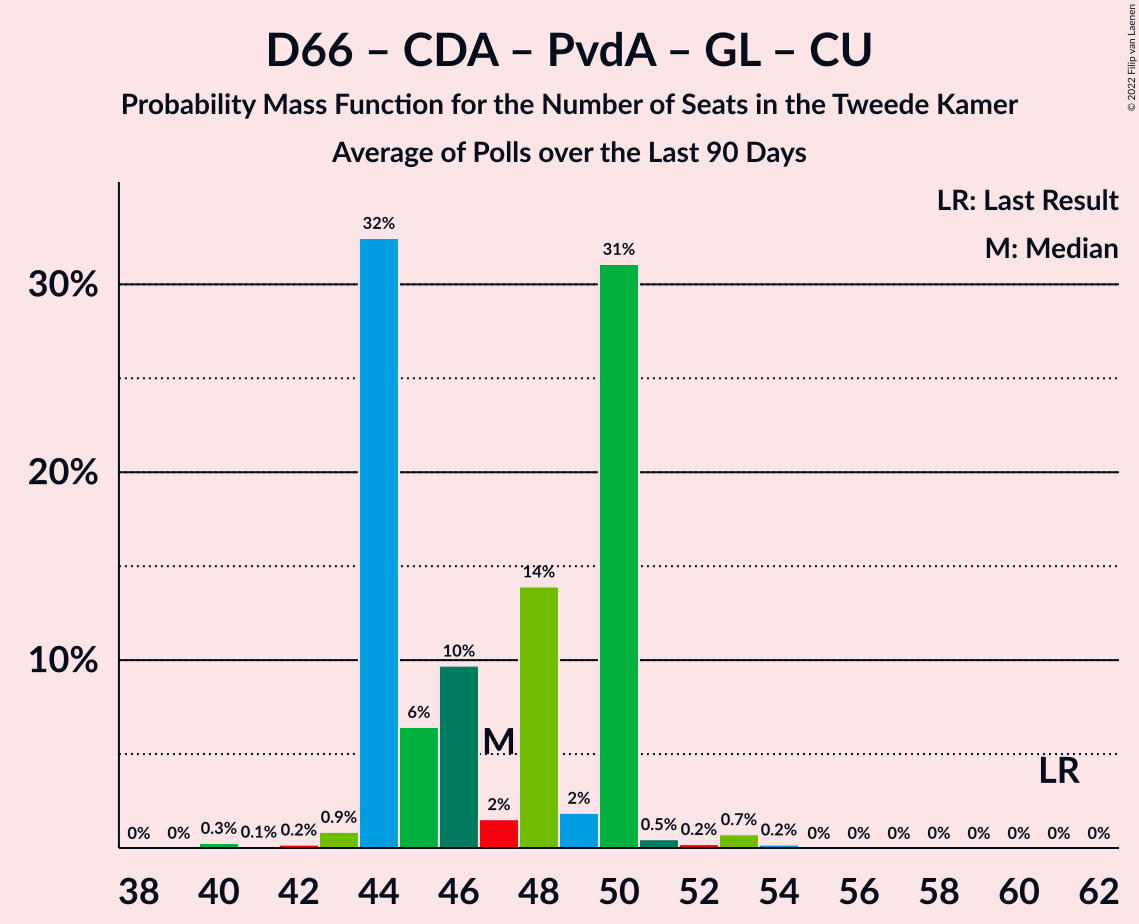 D66 – CDA – PvdA – GL – CU
Probability Mass Function for the Number of Seats in the Tweede Kamer
Average of Polls over the Last 90 Days
© 2022 Filip van Laenen
LR: Last Result
M: Median
30%
20%
10%
0% 0% 0.3% 0.1% 0.2% 0.9% 32% 6% 10% 2% 14% 2% 31% 0.5% 0.2% 0.7% 0.2% 0% 0% 0% 0% 0% 0% 0% 0%
M
LR
38 40 42 44 46 48 50 52 54 56 58 60 62